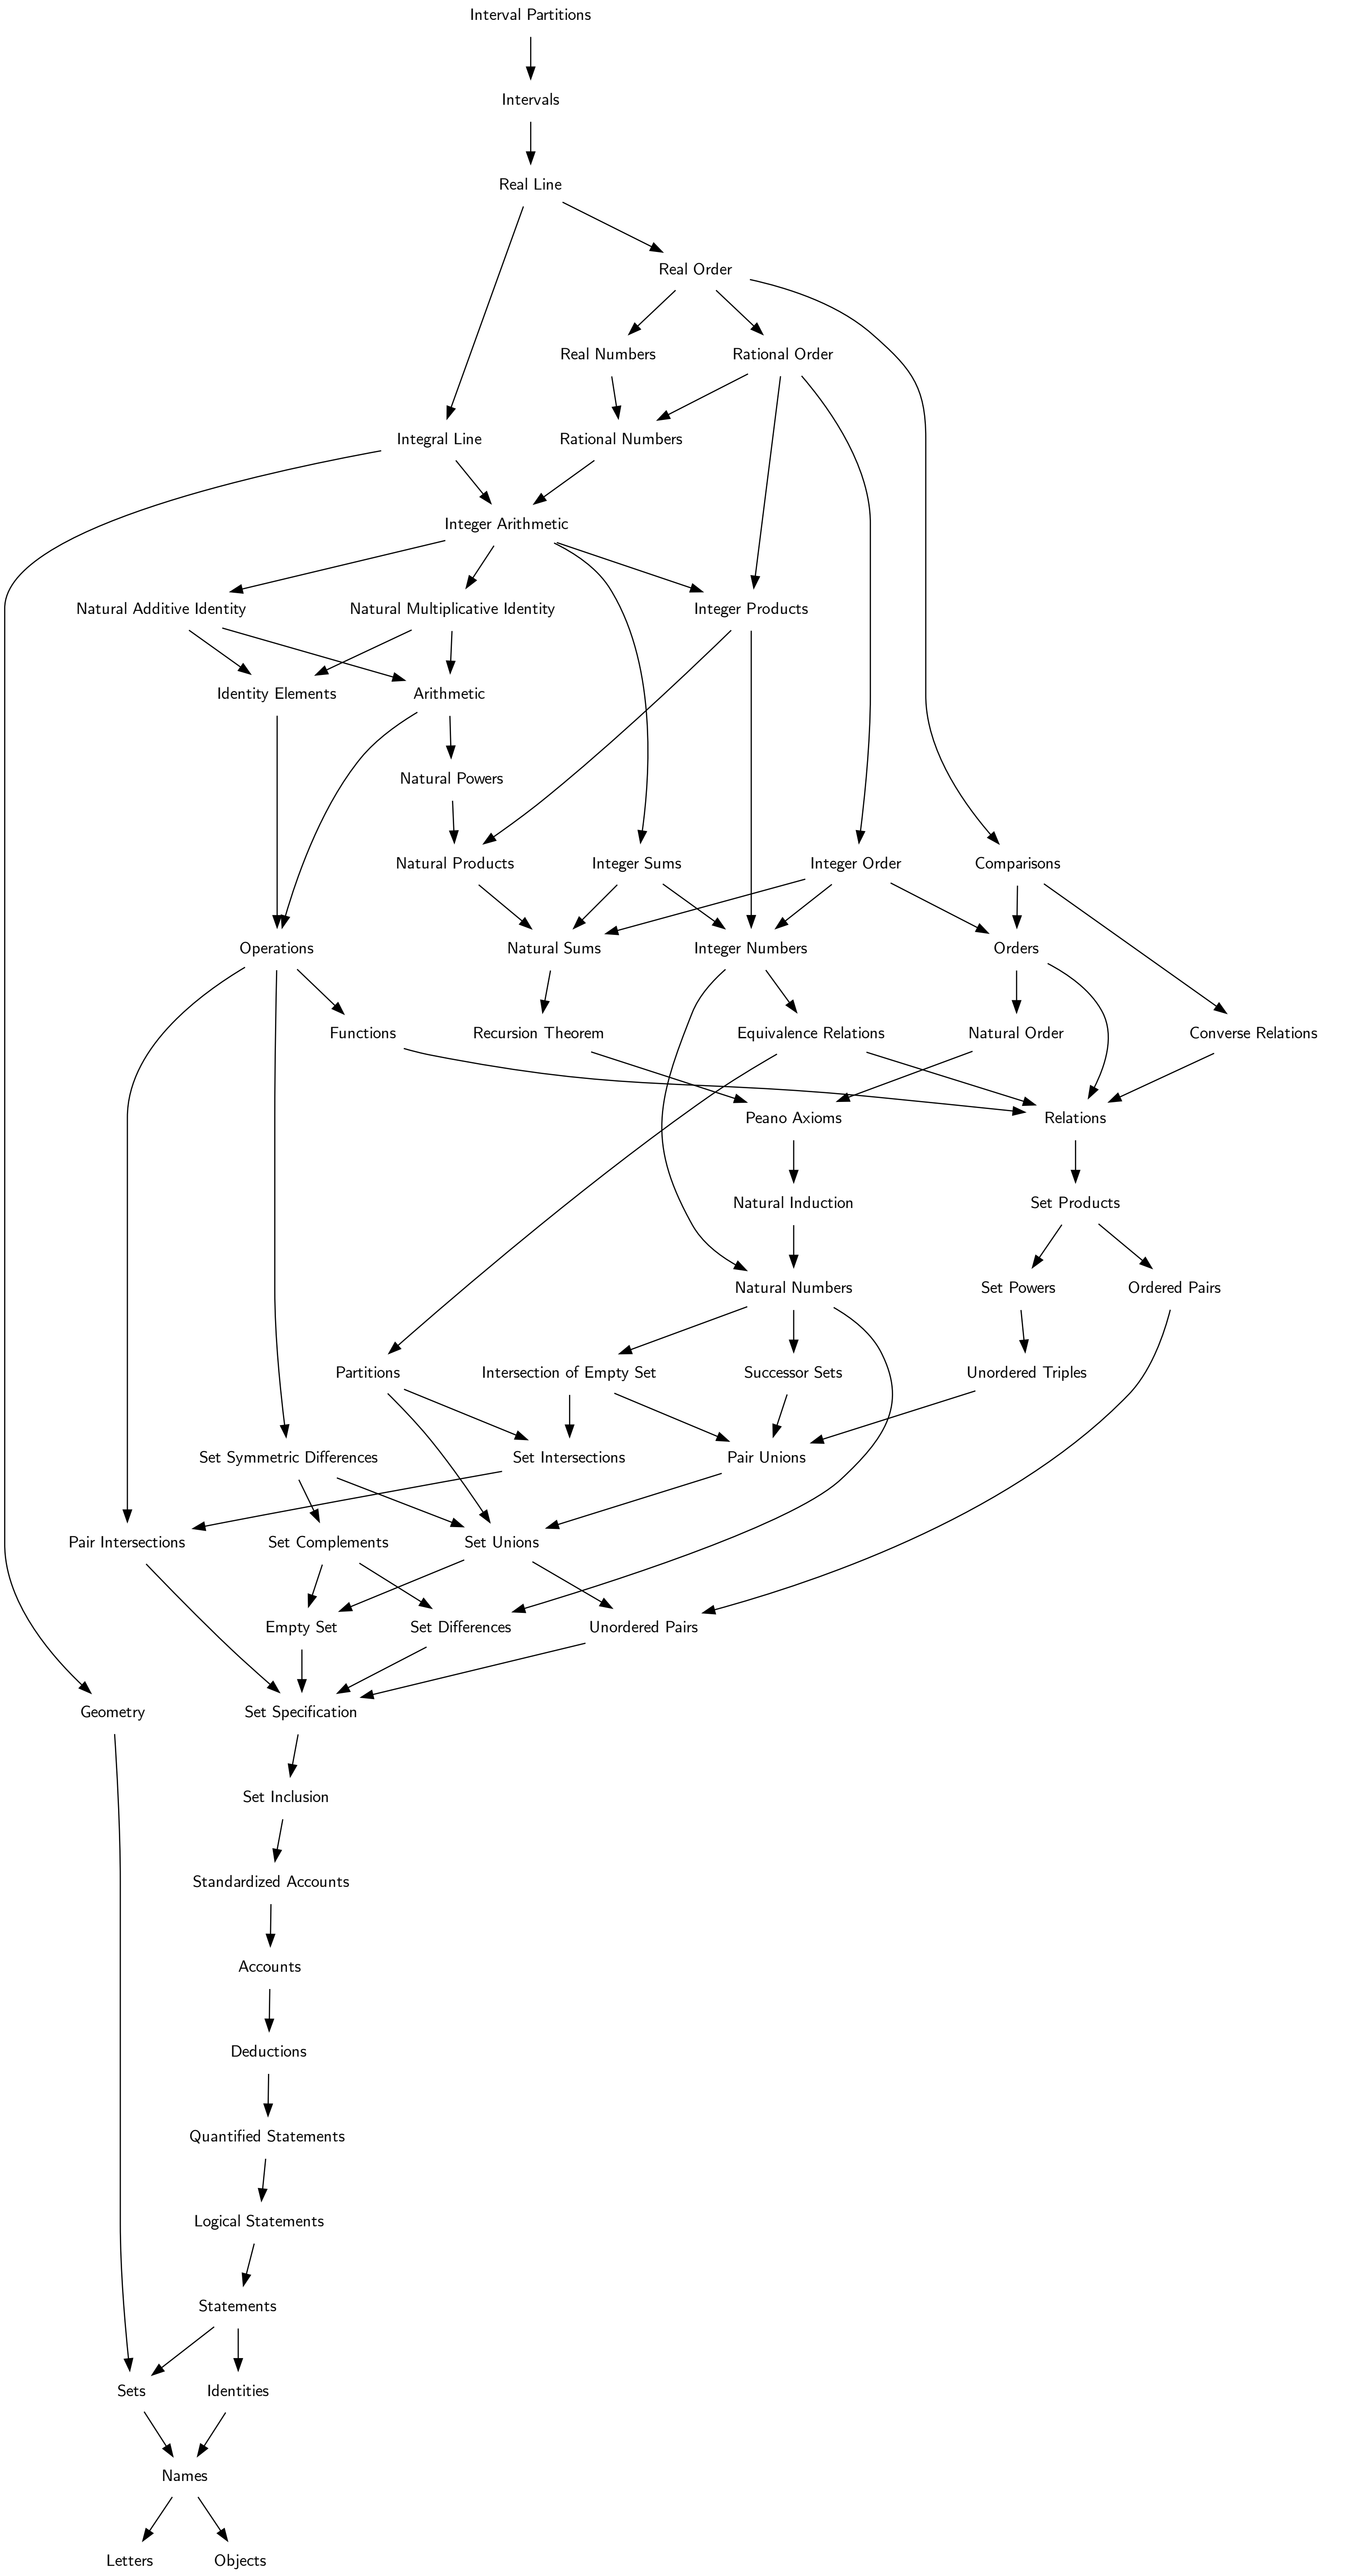 Interval Partitions
Intervals
Real Line
Real Order
Real Numbers
Rational Order
Integral Line
Rational Numbers
Integer Arithmetic
Natural Additive Identity
Natural Multiplicative Identity
Integer Products
Identity Elements
Arithmetic
Natural Powers
Natural Products
Integer Sums
Integer Order
Comparisons
Operations
Natural Sums
Integer Numbers
Orders
Functions
Recursion Theorem
Equivalence Relations
Natural Order
Converse Relations
Peano Axioms
Relations
Natural Induction
Set Products
Natural Numbers
Set Powers
Ordered Pairs
Partitions
Intersection of Empty Set
Successor Sets
Unordered Triples
Set Symmetric Differences
Set Intersections
Pair Unions
Pair Intersections
Set Complements
Set Unions
Empty Set
Set Differences
Unordered Pairs
Geometry
Set Specification
Set Inclusion
Standardized Accounts
Accounts
Deductions
Quantified Statements
Logical Statements
Statements
Sets
Identities
Names
Letters
Objects